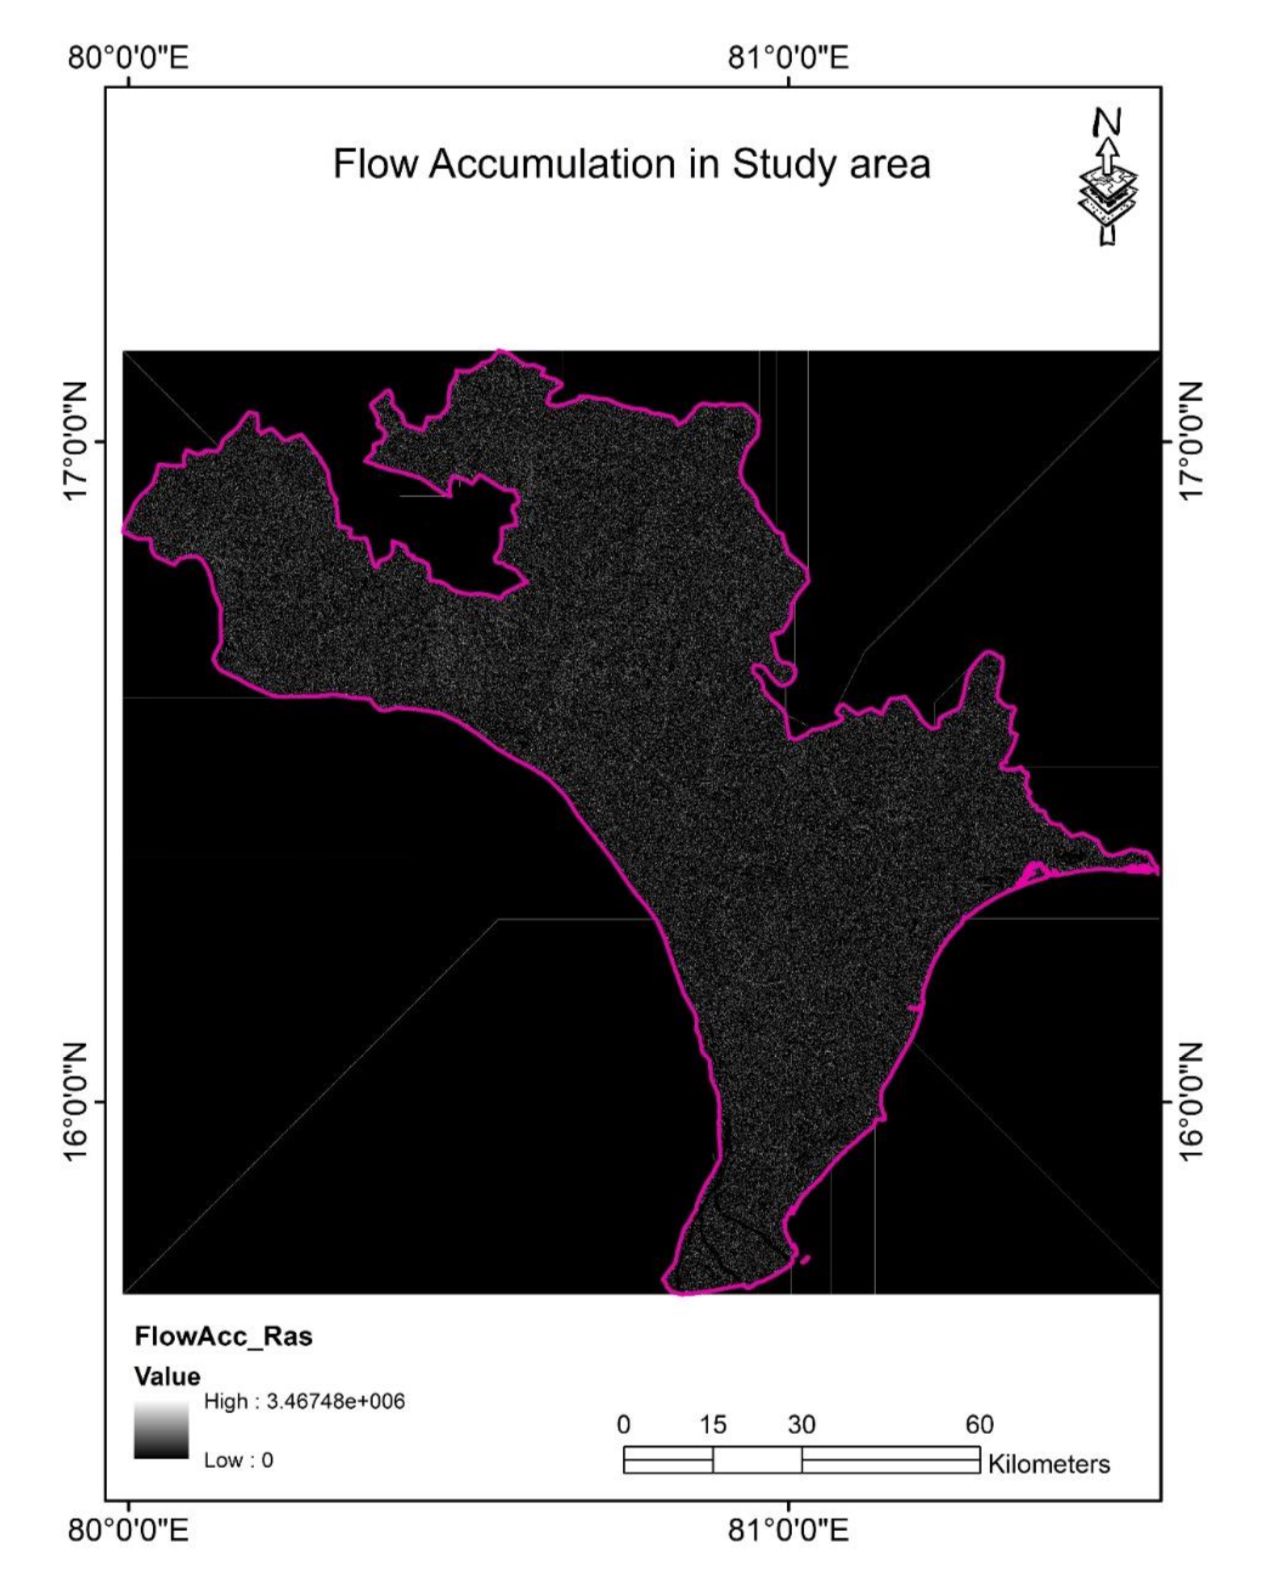 80°0'0"E 81°0'0"E
N
Flow Accumulation in Study area
17°0'0"N 17°0'0"N
16°0'0"N 16°0'0"N
FlowAcc_Ras
Value
High : 3.46748e+006
Low : 0
0 15 30 60
Kilometers
80°0'0"E 81°0'0"E